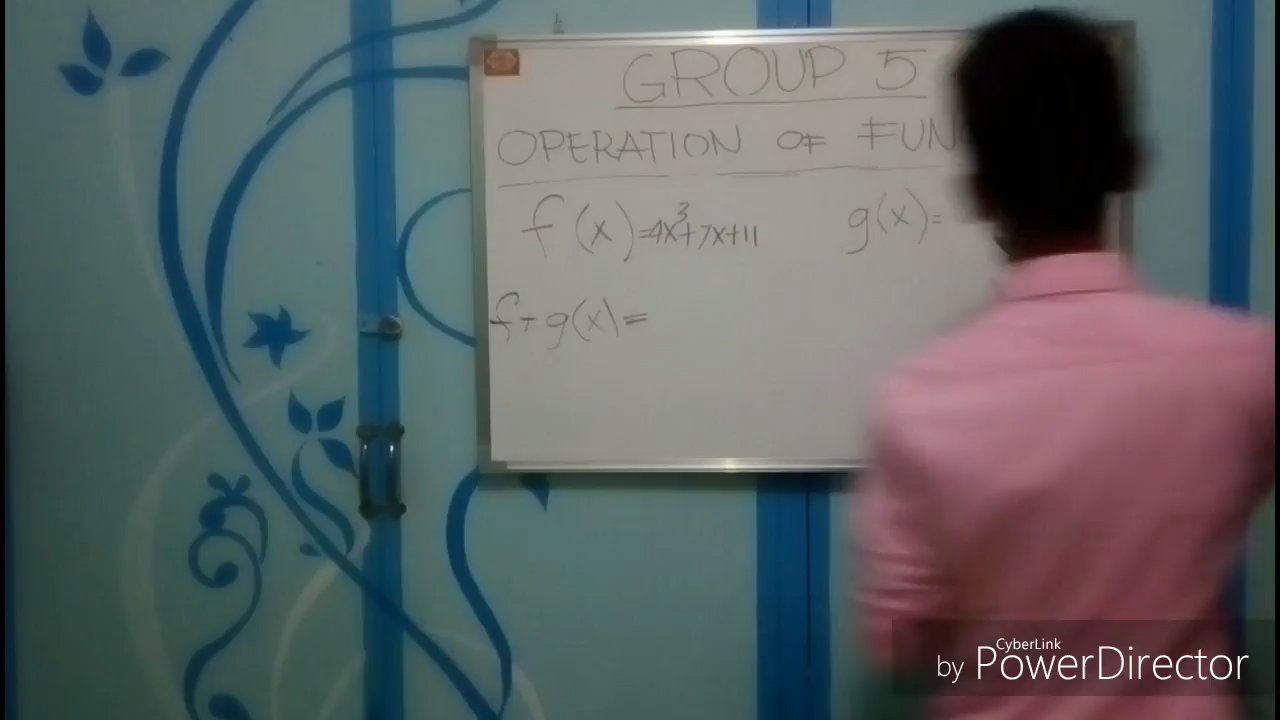 GROUP 5
OPERATION OF FUN
f(x)=4x³+7x+11 g(x)=
f+g(x)=
CyberLink
by PowerDirector